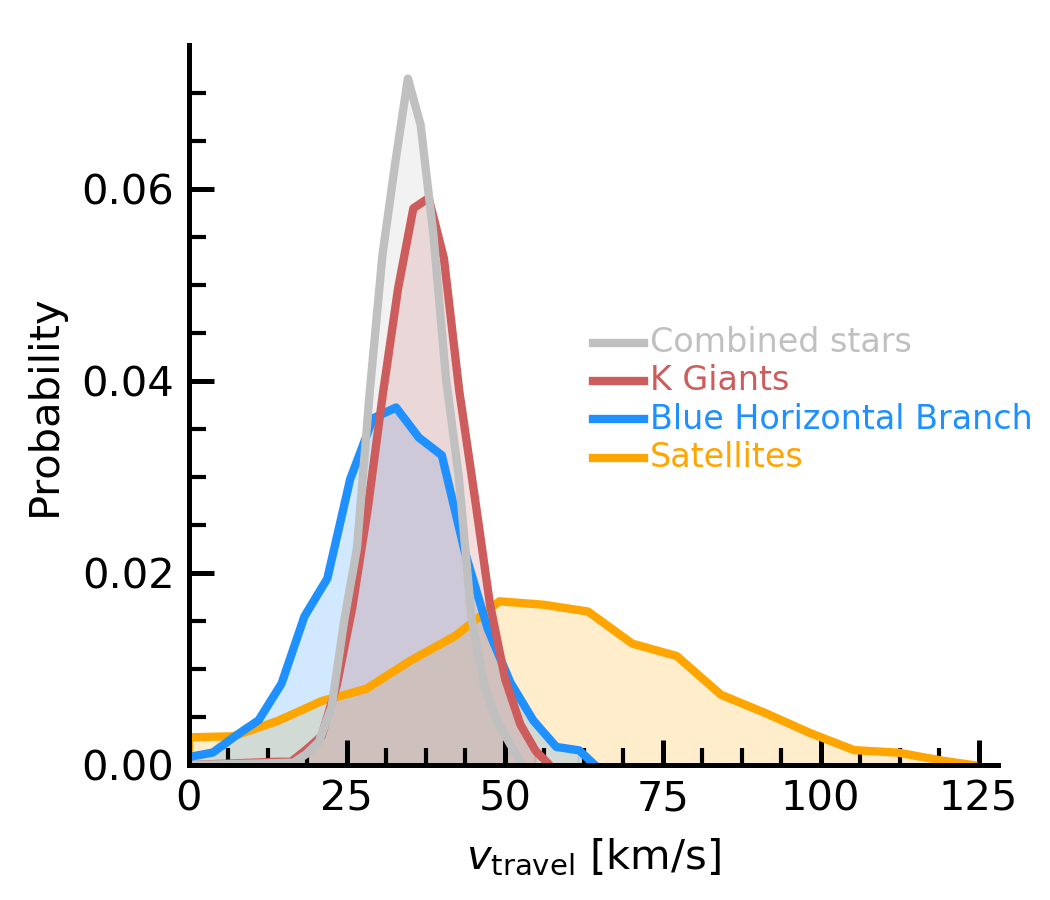 Probability
0.06
0.04
0.02
0.00
Combined stars
K Giants
Blue Horizontal Branch
Satellites
0 25 50 75 100 125
v_travel [km/s]